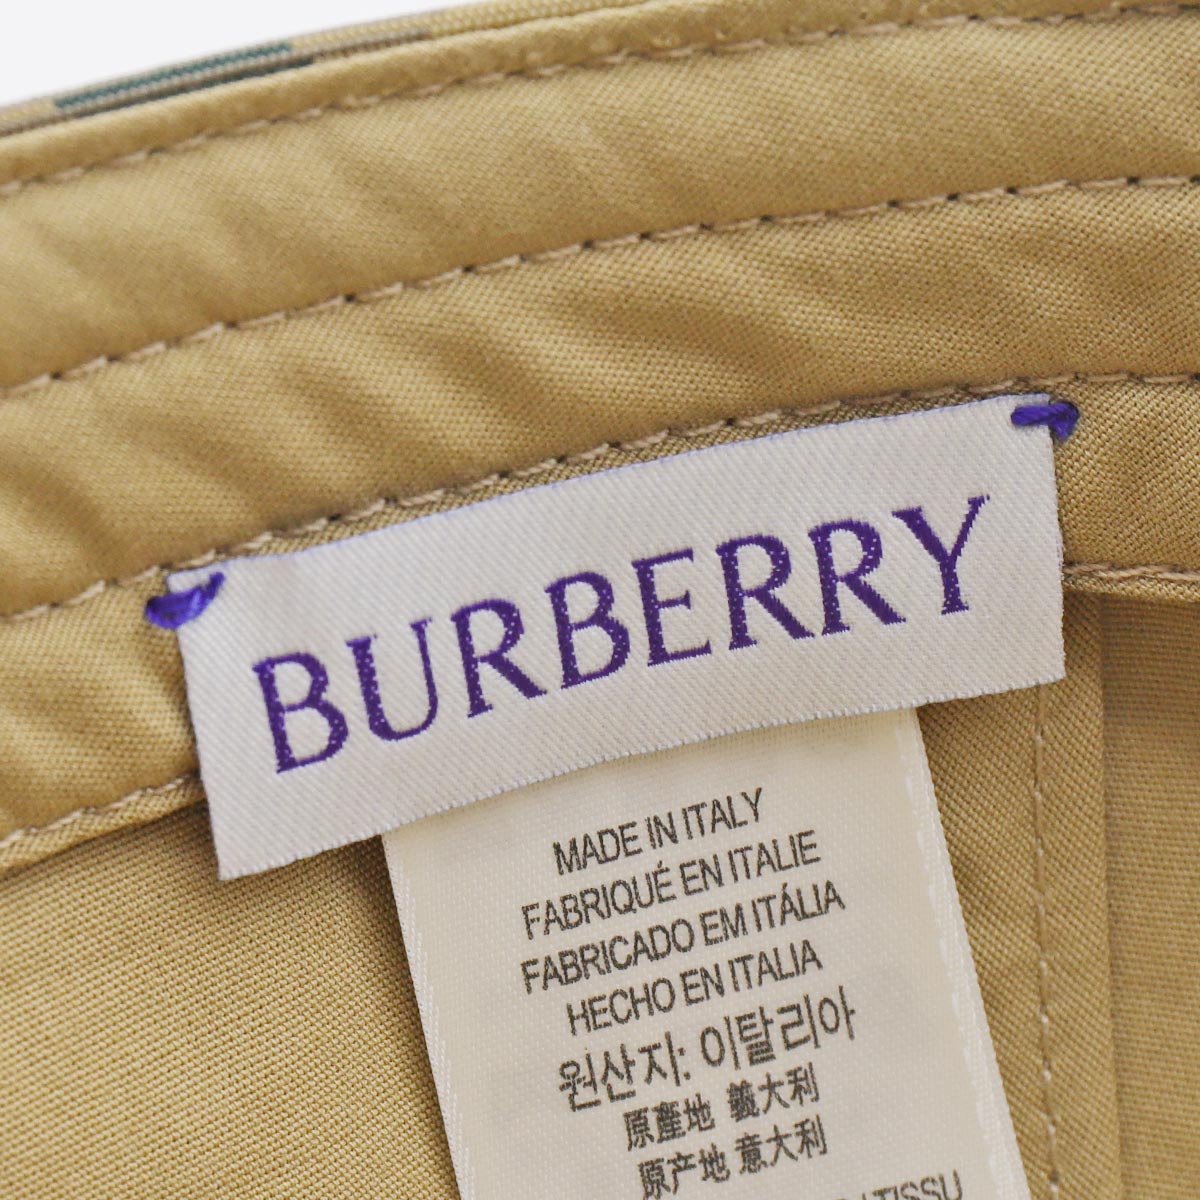 BURBERRY
MADE IN ITALY
FABRIQUÉ EN ITALIE
FABRICADO EM ITÁLIA
HECHO EN ITALIA
원산지: 이탈리아
原產地 義大利
原产地 意大利
TISSU